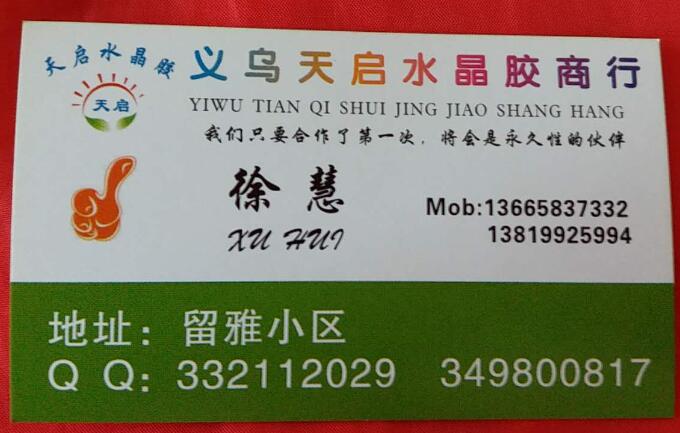 天启水晶胶
天启
义乌天启水晶胶商行
YIWU TIAN QI SHUI JING JIAO SHANG HANG
我们只要合作了第一次，将会是永久性的伙伴
徐慧
XU HUI
Mob:13665837332
13819925994
地址：留雅小区
QQ：332112029 349800817